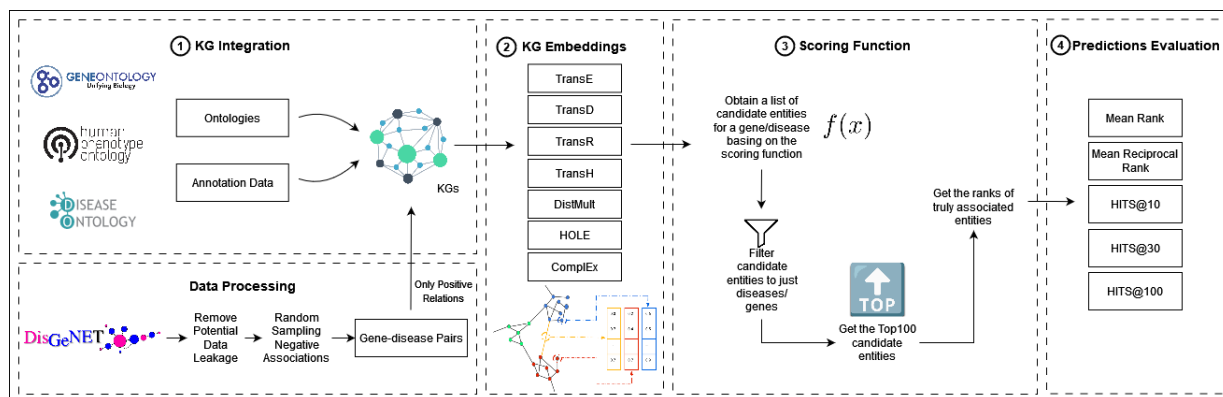 1 KG Integration
GENEONTOLOGY
Unifying Biology
human
phenotype
ontology
DISEASE
ONTOLOGY
Ontologies
Annotation Data
KGs
Only Positive
Relations
Data Processing
DisGeNET
Remove
Potential
Data
Leakage
Random
Sampling
Negative
Associations
Gene-disease Pairs
2 KG Embeddings
TransE
TransD
TransR
TransH
DistMult
HOLE
ComplEx
3 Scoring Function
Obtain a list of
candidate entities
for a gene/disease
basing on the
scoring function
f(x)
Filter
candidate
entities to just
diseases/
genes
TOP
Get the Top100
candidate
entities
Get the ranks of
truly associated
entities
4 Predictions Evaluation
Mean Rank
Mean Reciprocal
Rank
HITS@10
HITS@30
HITS@100